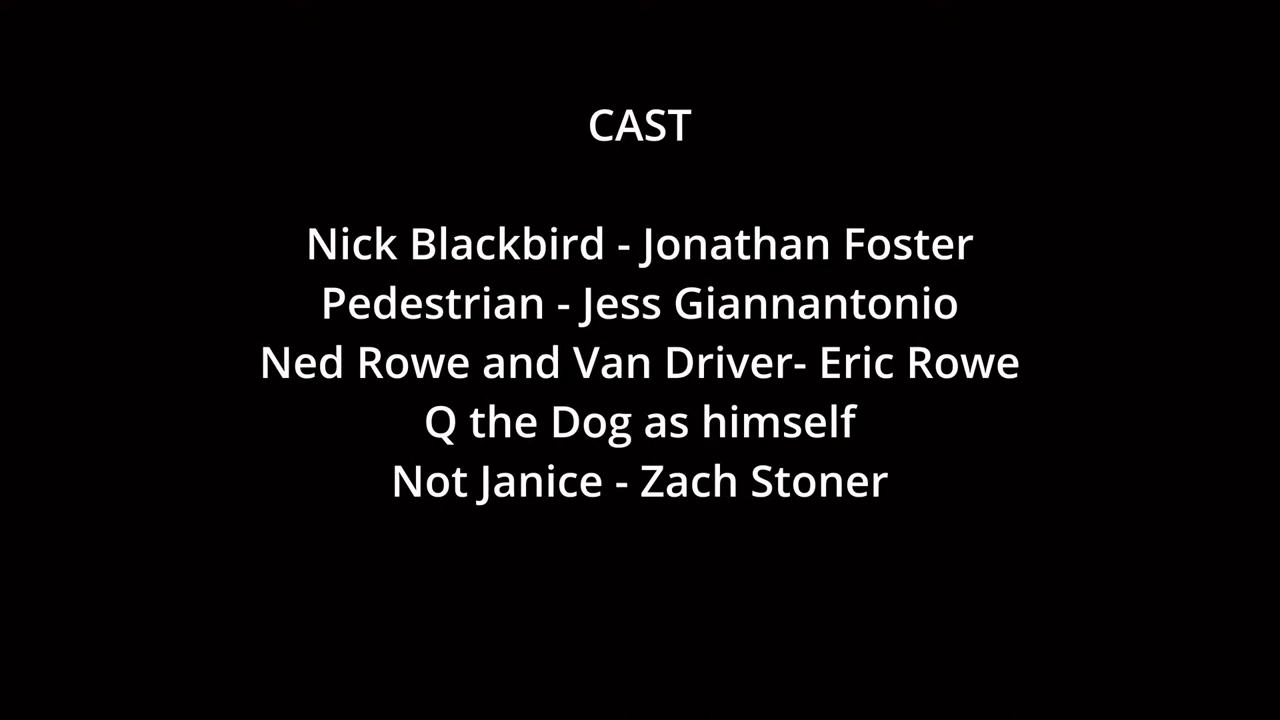 CAST
Nick Blackbird - Jonathan Foster
Pedestrian - Jess Giannantonio
Ned Rowe and Van Driver- Eric Rowe
Q the Dog as himself
Not Janice - Zach Stoner